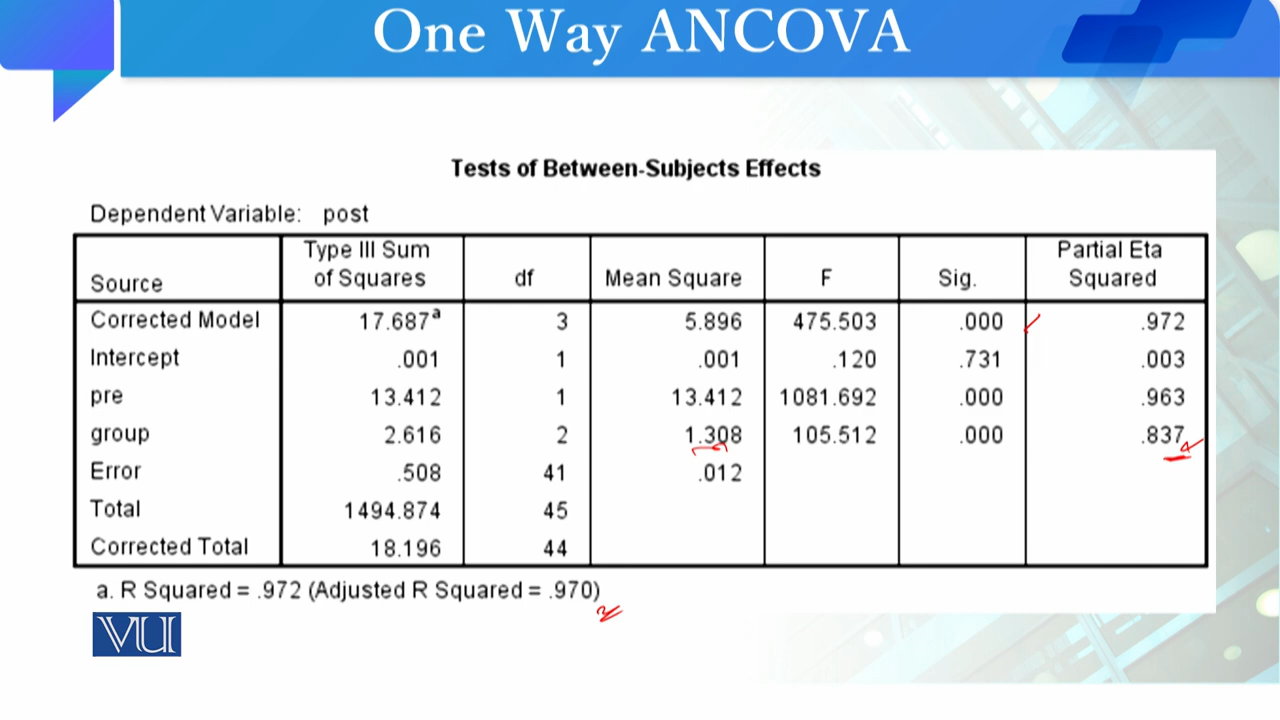 One Way ANCOVA
Tests of Between-Subjects Effects
Dependent Variable: post
Source Type III Sum of Squares df Mean Square F Sig. Partial Eta Squared
Corrected Model 17.687a 3 5.896 475.503 .000 .972
Intercept .001 1 .001 .120 .731 .003
pre 13.412 1 13.412 1081.692 .000 .963
group 2.616 2 1.308 105.512 .000 .837
Error .508 41 .012
Total 1494.874 45
Corrected Total 18.196 44
a. R Squared = .972 (Adjusted R Squared = .970)
VU